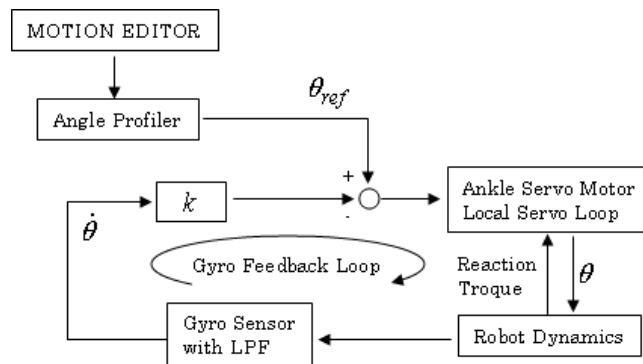 MOTION EDITOR
θref
Angle Profiler
+
k
-
Ankle Servo Motor
Local Servo Loop
θ̇
Gyro Feedback Loop
Reaction
Troque
θ
Gyro Sensor
with LPF
Robot Dynamics